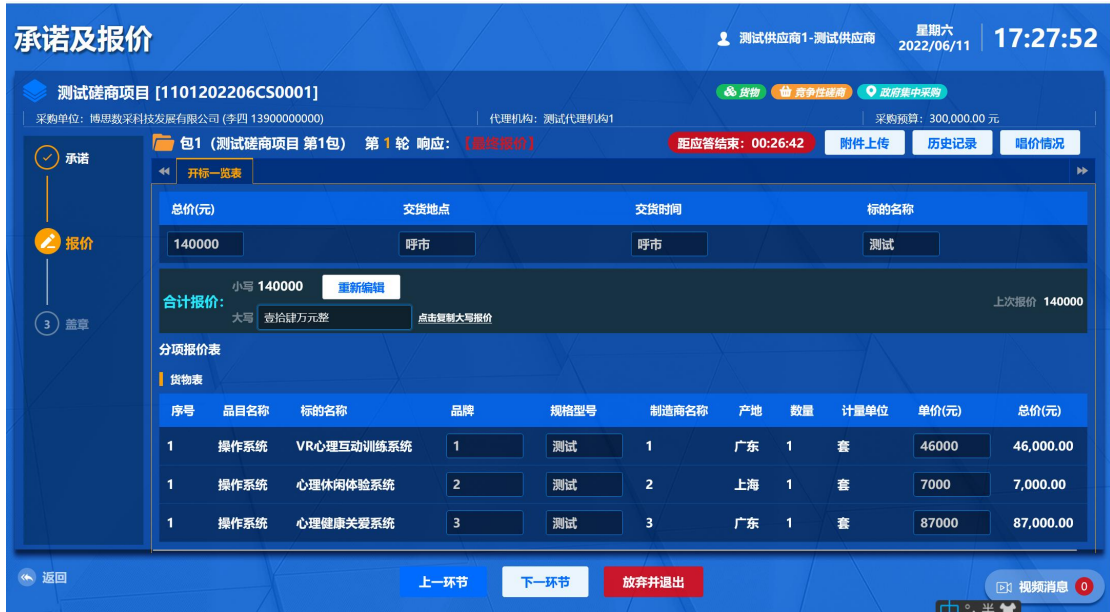 承诺及报价
测试供应商1-测试供应商
星期六
2022/06/11
17:27:52
测试磋商项目 [1101202206CS0001]
货物 竞争性磋商 政府集中采购
采购单位: 博思数采科技发展有限公司 (李四 13900000000) 代理机构: 测试代理机构1 采购预算: 300,000.00 元
承诺
报价
3 盖章
包1 (测试磋商项目 第1包) 第 1 轮 响应: [最终报价] 距应答结束: 00:26:42 附件上传 历史记录 唱价情况
开标一览表
总价(元) 交货地点 交货时间 标的名称
140000 呼市 呼市 测试
合计报价:
小写 140000 重新编辑
大写 壹拾肆万元整 点击复制大写报价
上次报价 140000
分项报价表
货物表
序号 品目名称 标的名称 品牌 规格型号 制造商名称 产地 数量 计量单位 单价(元) 总价(元)
1 操作系统 VR心理互动训练系统 1 测试 1 广东 1 套 46000 46,000.00
1 操作系统 心理休闲体验系统 2 测试 2 上海 1 套 7000 7,000.00
1 操作系统 心理健康关爱系统 3 测试 3 广东 1 套 87000 87,000.00
返回 上一环节 下一环节 放弃并退出 视频消息 0
中 半